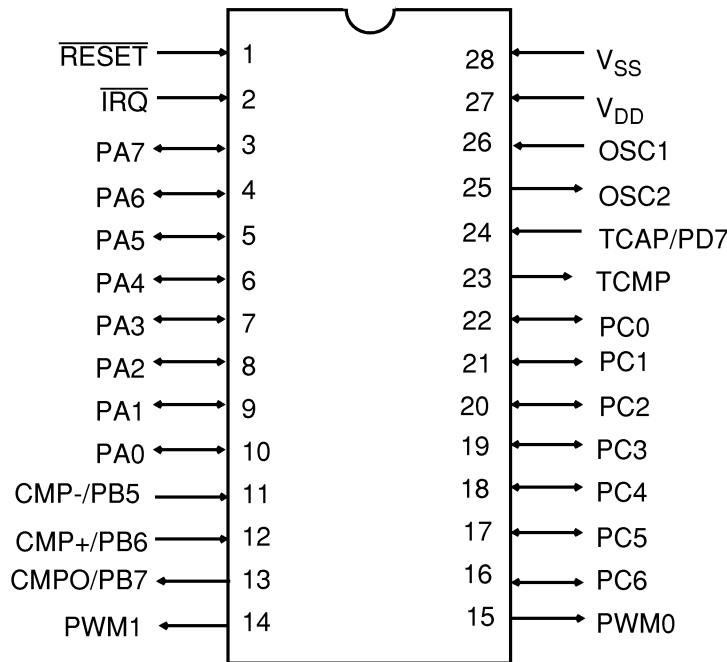 R̅E̅S̅E̅T̅ 1 28 VSS
I̅R̅Q̅ 2 27 VDD
PA7 3 26 OSC1
PA6 4 25 OSC2
PA5 5 24 TCAP/PD7
PA4 6 23 TCMP
PA3 7 22 PC0
PA2 8 21 PC1
PA1 9 20 PC2
PA0 10 19 PC3
CMP-/PB5 11 18 PC4
CMP+/PB6 12 17 PC5
CMPO/PB7 13 16 PC6
PWM1 14 15 PWM0